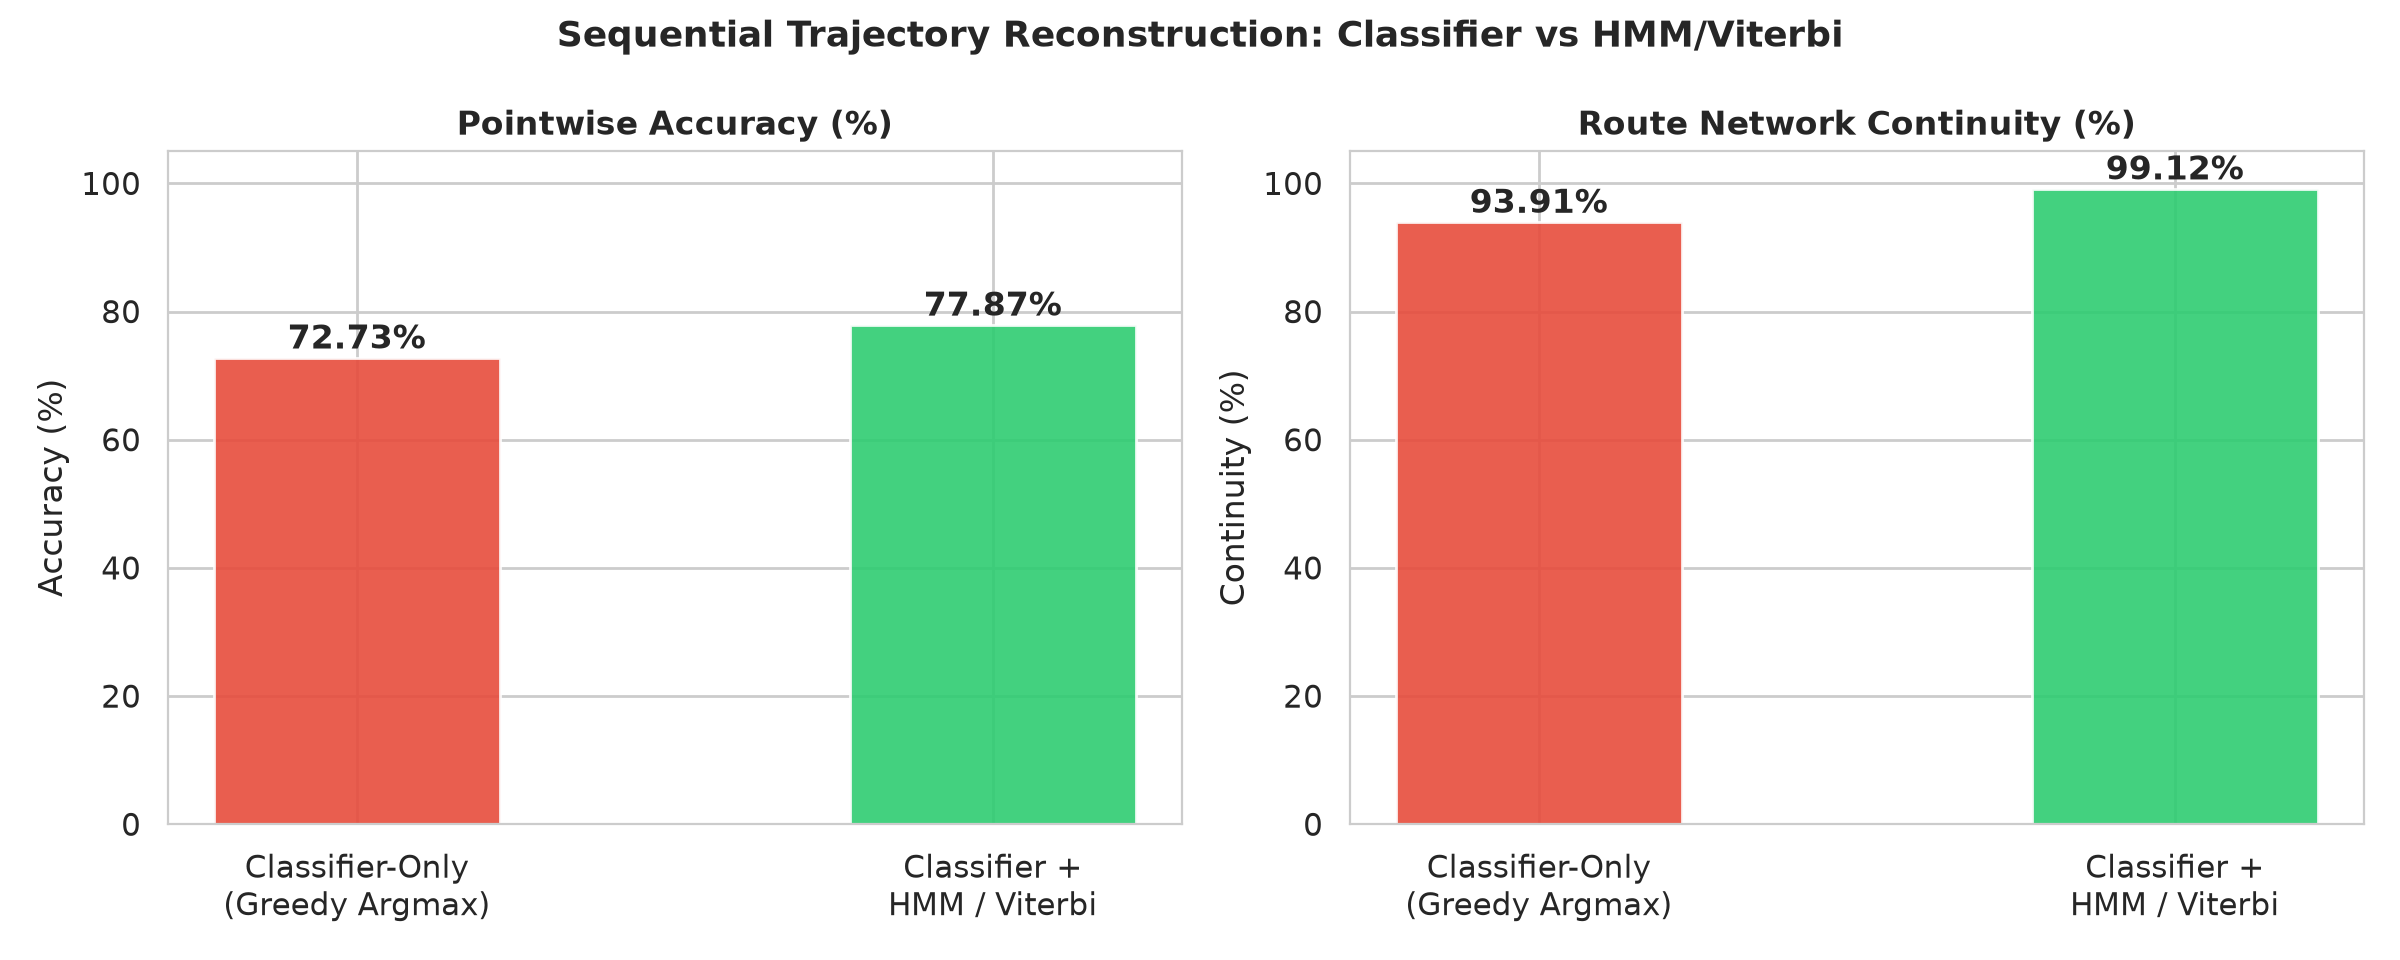 Sequential Trajectory Reconstruction: Classifier vs HMM/Viterbi
Pointwise Accuracy (%)
Accuracy (%)
100
80
60
40
20
0
72.73%
77.87%
Classifier-Only
(Greedy Argmax)
Classifier +
HMM / Viterbi
Route Network Continuity (%)
Continuity (%)
100
80
60
40
20
0
93.91%
99.12%
Classifier-Only
(Greedy Argmax)
Classifier +
HMM / Viterbi